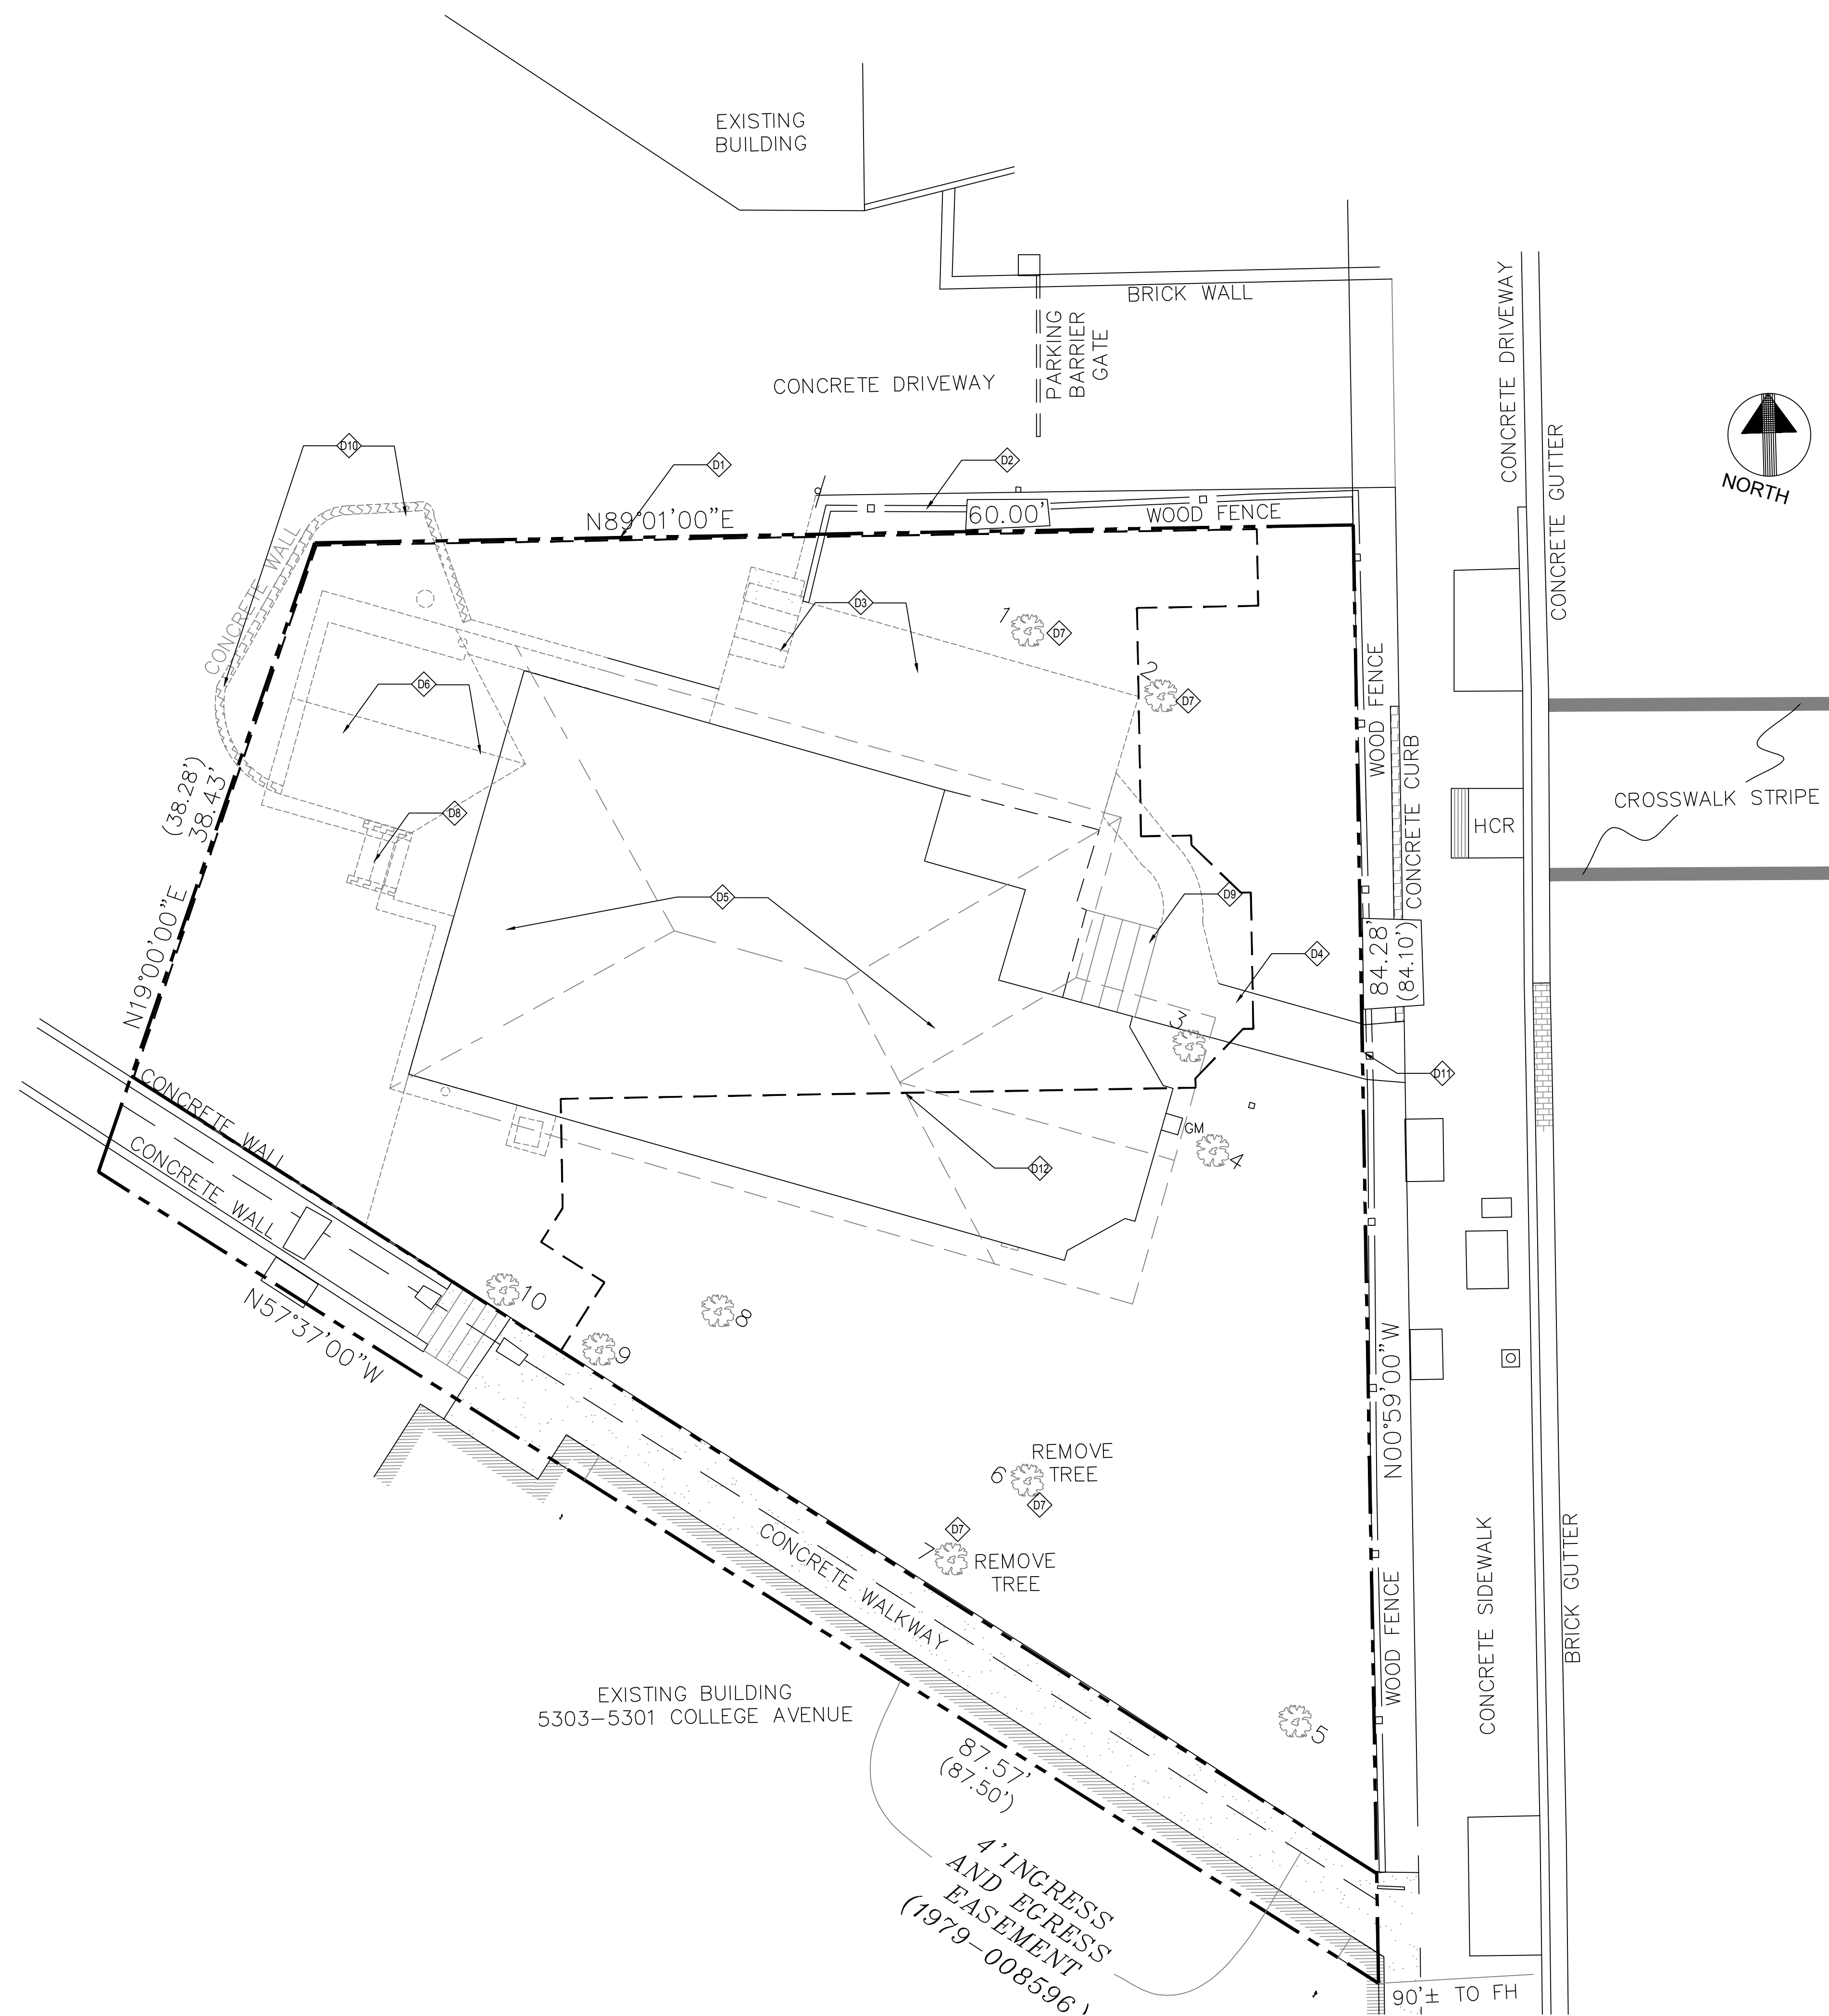 EXISTING
BUILDING
BRICK WALL
PARKING
BARRIER
GATE
CONCRETE DRIVEWAY
CONCRETE DRIVEWAY
CONCRETE GUTTER
NORTH
D10
D1
D2
N89°01'00"E
60.00'
WOOD FENCE
CONCRETE WALL
D3
1
D7
2
D7
WOOD FENCE
D6
CONCRETE CURB
(38.28')
38.43'
D8
CROSSWALK STRIPE
HCR
D5
D9
D4
84.28'
(84.10')
N19°00'00"E
3
D11
CONCRETE WALL
CONCRETE WALL
GM
4
D12
N57°37'00"W
10
8
9
N00°59'00"W
REMOVE
TREE
6
D7
D7
7
REMOVE
TREE
CONCRETE WALKWAY
WOOD FENCE
CONCRETE SIDEWALK
BRICK GUTTER
EXISTING BUILDING
5303-5301 COLLEGE AVENUE
5
87.57'
(87.50')
4' INGRESS
AND EGRESS
EASEMENT
(1979-008596)
90'± TO FH